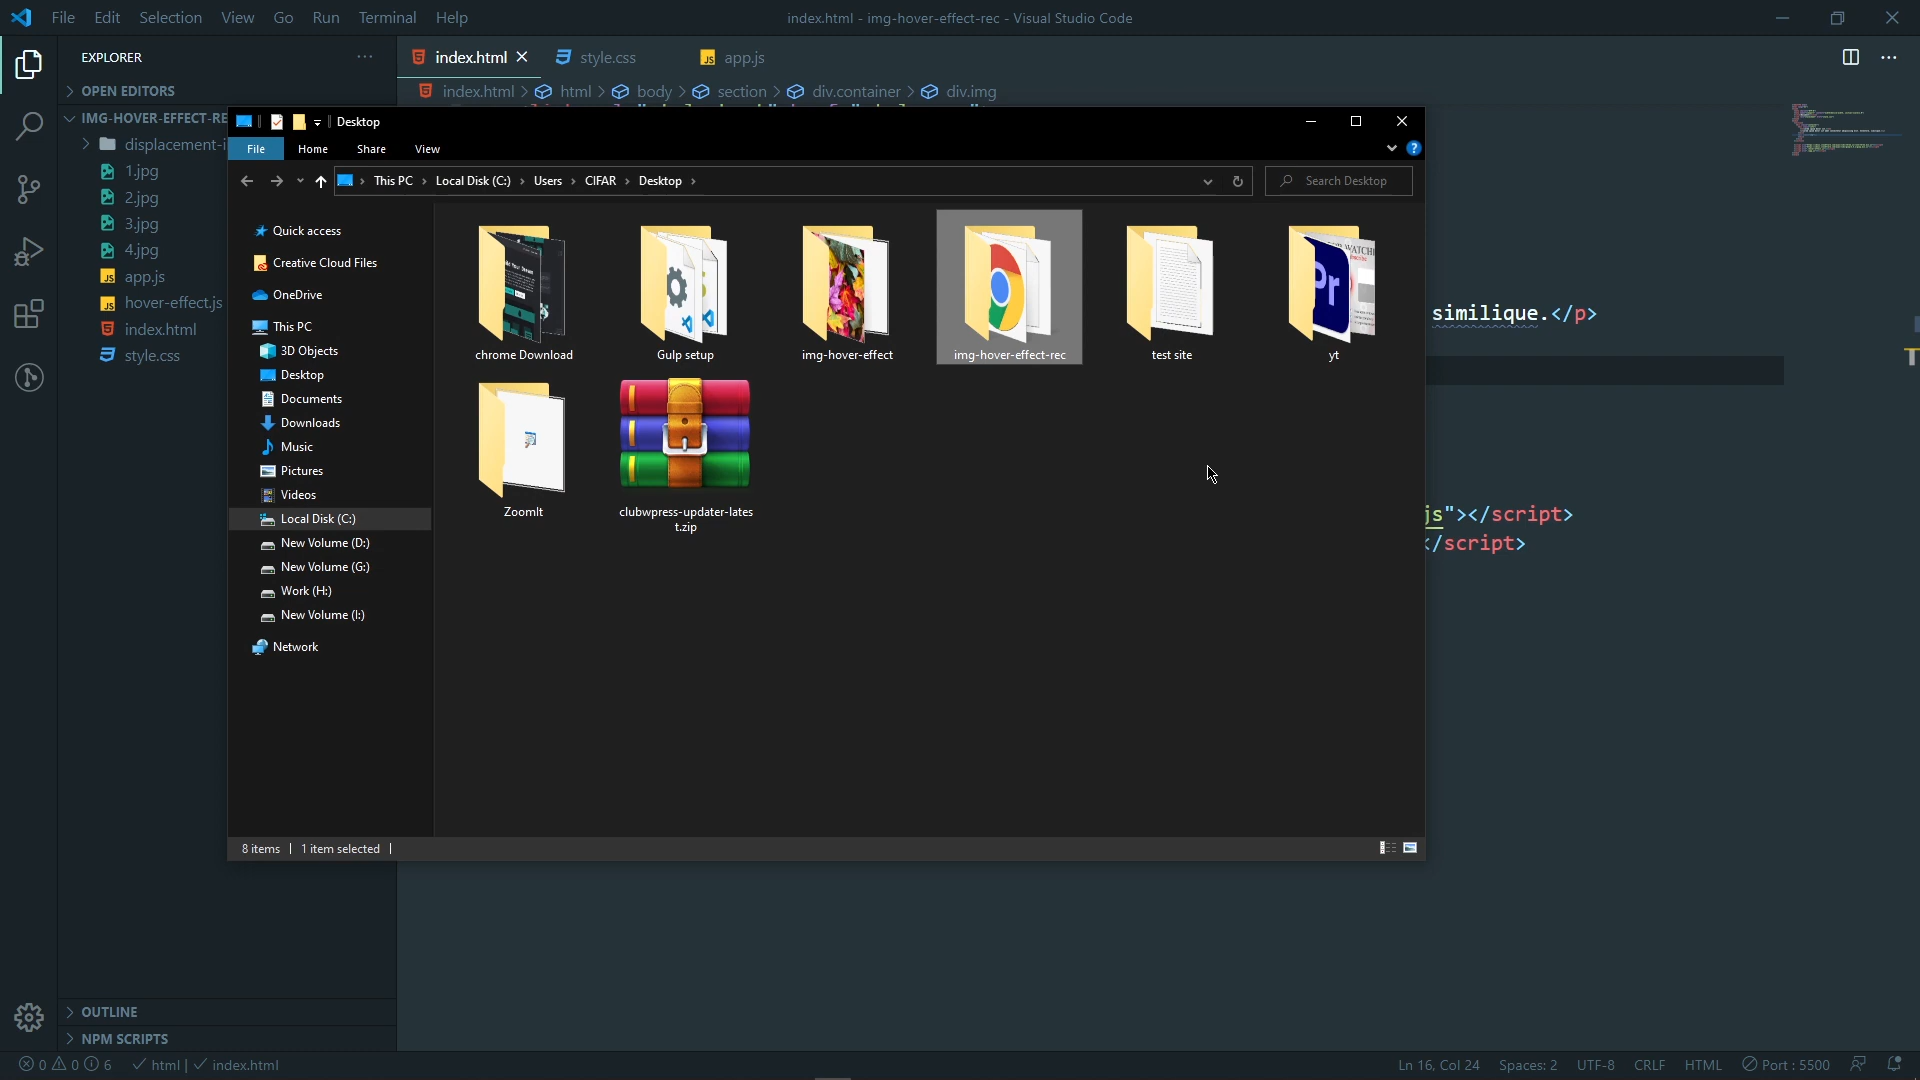 File Edit Selection View Go Run Terminal Help
index.html - img-hover-effect-rec - Visual Studio Code
EXPLORER
index.html
style.css
app.js
OPEN EDITORS
index.html > html > body > section > div.container > div.img
IMG-HOVER-EFFECT-RE
displacement-i
1.jpg
2.jpg
3.jpg
4.jpg
app.js
hover-effect.js
index.html
style.css
Desktop
File Home Share View
This PC > Local Disk (C:) > Users > CIFAR > Desktop >
Search Desktop
Quick access
Creative Cloud Files
OneDrive
This PC
3D Objects
Desktop
Documents
Downloads
Music
Pictures
Videos
Local Disk (C:)
New Volume (D:)
New Volume (G:)
Work (H:)
New Volume (I:)
Network
chrome Download
Gulp setup
img-hover-effect
img-hover-effect-rec
test site
Pr
yt
ZoomIt
clubwpress-updater-lates
t.zip
8 items
1 item selected
similique.</p>
js"></script>
</script>
OUTLINE
NPM SCRIPTS
0 0 6 html | index.html
Ln 16, Col 24 Spaces: 2 UTF-8 CRLF HTML Port : 5500